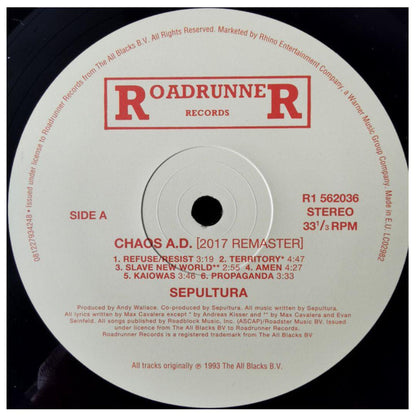 081227934248 • Issued under license to Roadrunner Records from The All Blacks B.V. All Rights Reserved. Marketed by Rhino Entertainment Company, a Warner Music Group Company. Made in E.U. LC02982
ROADRUNNER
RECORDS
R1 562036
SIDE A
STEREO
33 1/3 RPM
CHAOS A.D. [2017 REMASTER]
1. REFUSE/RESIST 3:19 2. TERRITORY* 4:47
3. SLAVE NEW WORLD** 2:55 4. AMEN 4:27
5. KAIOWAS 3:46 6. PROPAGANDA 3:33
SEPULTURA
Produced by Andy Wallace. Co-produced by Sepultura. All music written by Sepultura.
All lyrics written by Max Cavalera except * by Andreas Kisser and ** by Max Cavalera and Evan
Seinfeld. All songs published by Roadblock Music, Inc. (ASCAP)/Roadster Music BV. Issued
under licence from The All Blacks BV to Roadrunner Records.
Roadrunner Records is a registered trademark from The All Blacks BV
All tracks originally ℗ 1993 The All Blacks B.V.